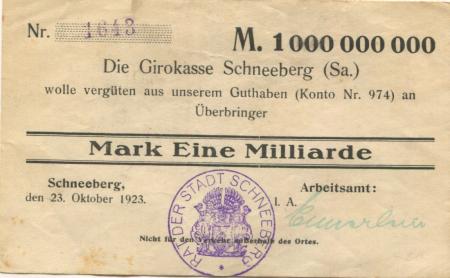 Nr. 1643
M. 1 000 000 000
Die Girokasse Schneeberg (Sa.)
wolle vergüten aus unserem Guthaben (Konto Nr. 974) an
Überbringer
Mark Eine Milliarde
Schneeberg,
den 23. Oktober 1923.
Arbeitsamt:
I. A.
RAT DER STADT SCHNEEBERG
Nicht für den Verkehr außerhalb des Ortes.